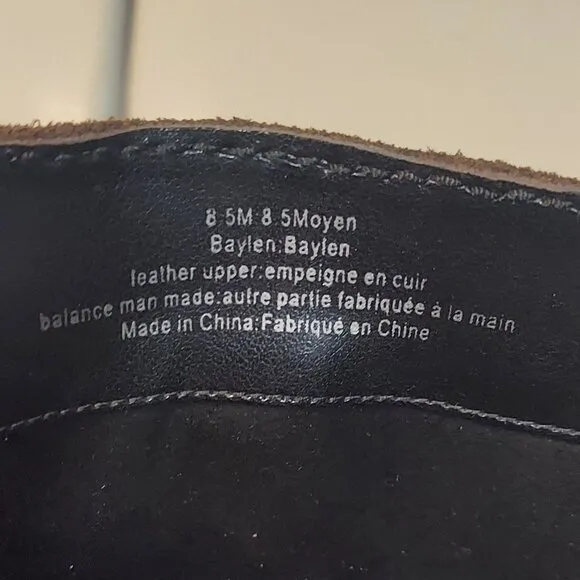 8.5M 8.5Moyen
Baylen:Baylen
leather upper:empeigne en cuir
balance man made:autre partie fabriquée à la main
Made in China:Fabriqué en Chine